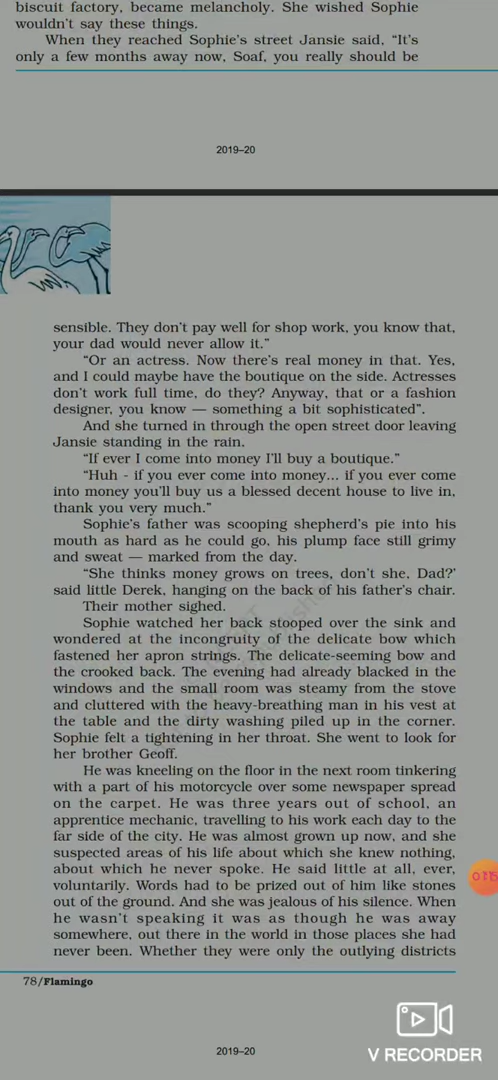 biscuit factory, became melancholy. She wished Sophie
wouldn't say these things.
When they reached Sophie's street Jansie said, "It's
only a few months away now, Soaf, you really should be
2019–20
sensible. They don't pay well for shop work, you know that,
your dad would never allow it."
"Or an actress. Now there's real money in that. Yes,
and I could maybe have the boutique on the side. Actresses
don't work full time, do they? Anyway, that or a fashion
designer, you know — something a bit sophisticated".
And she turned in through the open street door leaving
Jansie standing in the rain.
"If ever I come into money I'll buy a boutique."
"Huh - if you ever come into money... if you ever come
into money you'll buy us a blessed decent house to live in,
thank you very much."
Sophie's father was scooping shepherd's pie into his
mouth as hard as he could go, his plump face still grimy
and sweat — marked from the day.
"She thinks money grows on trees, don't she, Dad?'
said little Derek, hanging on the back of his father's chair.
Their mother sighed.
Sophie watched her back stooped over the sink and
wondered at the incongruity of the delicate bow which
fastened her apron strings. The delicate-seeming bow and
the crooked back. The evening had already blacked in the
windows and the small room was steamy from the stove
and cluttered with the heavy-breathing man in his vest at
the table and the dirty washing piled up in the corner.
Sophie felt a tightening in her throat. She went to look for
her brother Geoff.
He was kneeling on the floor in the next room tinkering
with a part of his motorcycle over some newspaper spread
on the carpet. He was three years out of school, an
apprentice mechanic, travelling to his work each day to the
far side of the city. He was almost grown up now, and she
suspected areas of his life about which she knew nothing,
about which he never spoke. He said little at all, ever,
voluntarily. Words had to be prized out of him like stones
out of the ground. And she was jealous of his silence. When
he wasn't speaking it was as though he was away
somewhere, out there in the world in those places she had
never been. Whether they were only the outlying districts
78/Flamingo
2019–20
V RECORDER